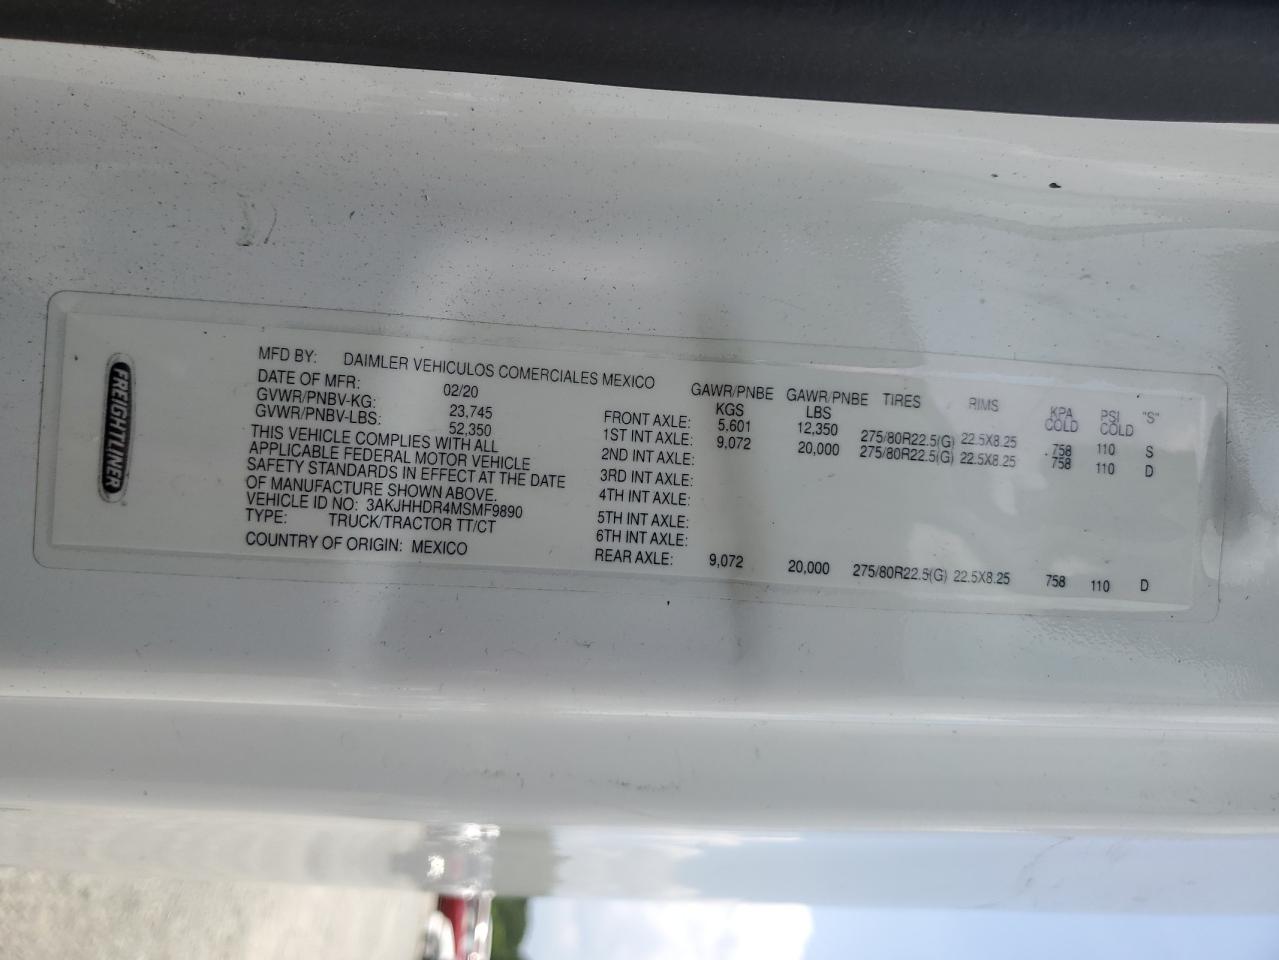 FREIGHTLINER
MFD BY: DAIMLER VEHICULOS COMERCIALES MEXICO
DATE OF MFR: 02/20
GVWR/PNBV-KG: 23,745
GVWR/PNBV-LBS: 52,350
THIS VEHICLE COMPLIES WITH ALL
APPLICABLE FEDERAL MOTOR VEHICLE
SAFETY STANDARDS IN EFFECT AT THE DATE
OF MANUFACTURE SHOWN ABOVE.
VEHICLE ID NO: 3AKJHHDR4MSMF9890
TYPE: TRUCK/TRACTOR TT/CT
COUNTRY OF ORIGIN: MEXICO
GAWR/PNBE KGS GAWR/PNBE LBS TIRES RIMS KPA COLD PSI COLD "S"
FRONT AXLE: 5,601 12,350 275/80R22.5(G) 22.5X8.25 758 110 S
1ST INT AXLE: 9,072 20,000 275/80R22.5(G) 22.5X8.25 758 110 D
2ND INT AXLE:
3RD INT AXLE:
4TH INT AXLE:
5TH INT AXLE:
6TH INT AXLE:
REAR AXLE: 9,072 20,000 275/80R22.5(G) 22.5X8.25 758 110 D